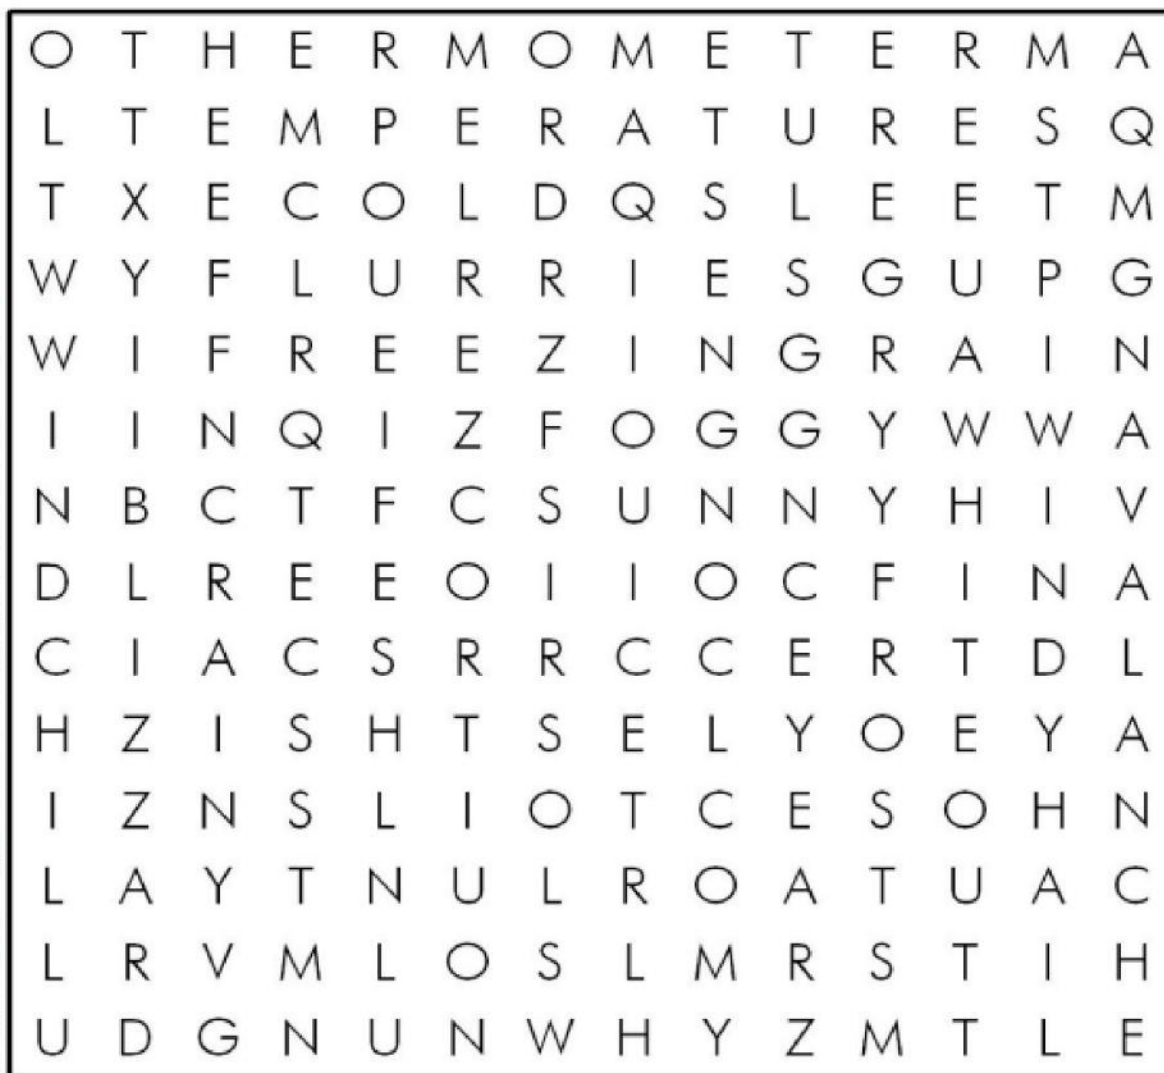 O T H E R M O M E T E R M A
L T E M P E R A T U R E S Q
T X E C O L D Q S L E E T M
W Y F L U R R I E S G U P G
W I F R E E Z I N G R A I N
I I N Q I Z F O G G Y W W A
N B C T F C S U N N Y H I V
D L R E E O I I O C F I N A
C I A C S R R C C E R T D L
H Z I S H T S E L Y O E Y A
I Z N S L I O T C E S O H N
L A Y T N U L R O A T U A C
L R V M L O S L M R S T I H
U D G N U N W H Y Z M T L E